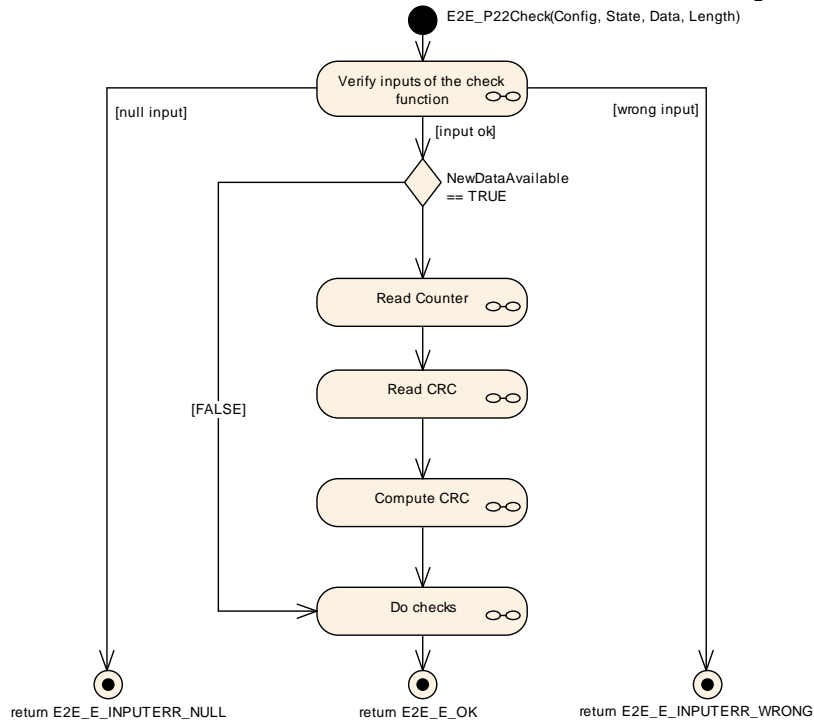 E2E_P22Check(Config, State, Data, Length)
Verify inputs of the check
function
[null input]
[wrong input]
[input ok]
NewDataAvailable
== TRUE
Read Counter
Read CRC
[FALSE]
Compute CRC
Do checks
return E2E_E_INPUTERR_NULL
return E2E_E_OK
return E2E_E_INPUTERR_WRONG